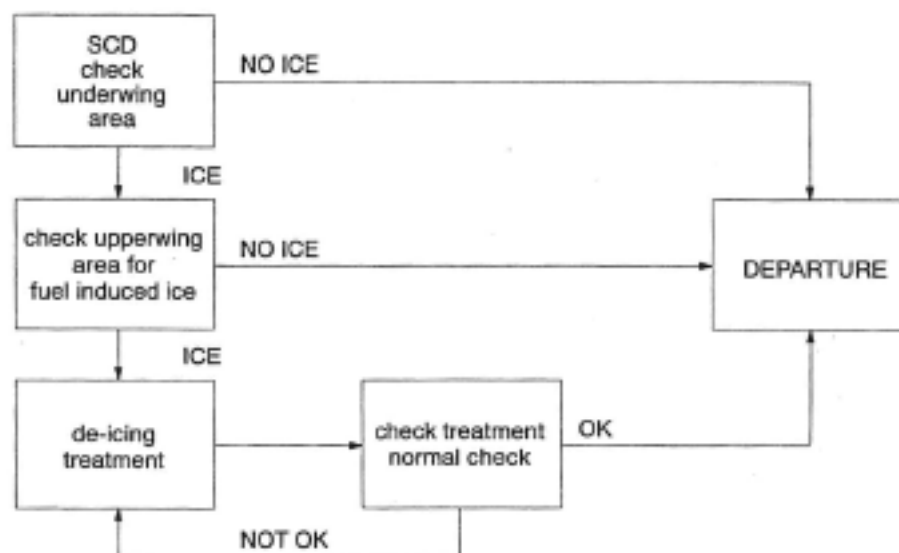 SCD
check
underwing
area
NO ICE
ICE
check upperwing
area for
fuel induced ice
NO ICE
DEPARTURE
ICE
de-icing
treatment
check treatment
normal check
OK
NOT OK